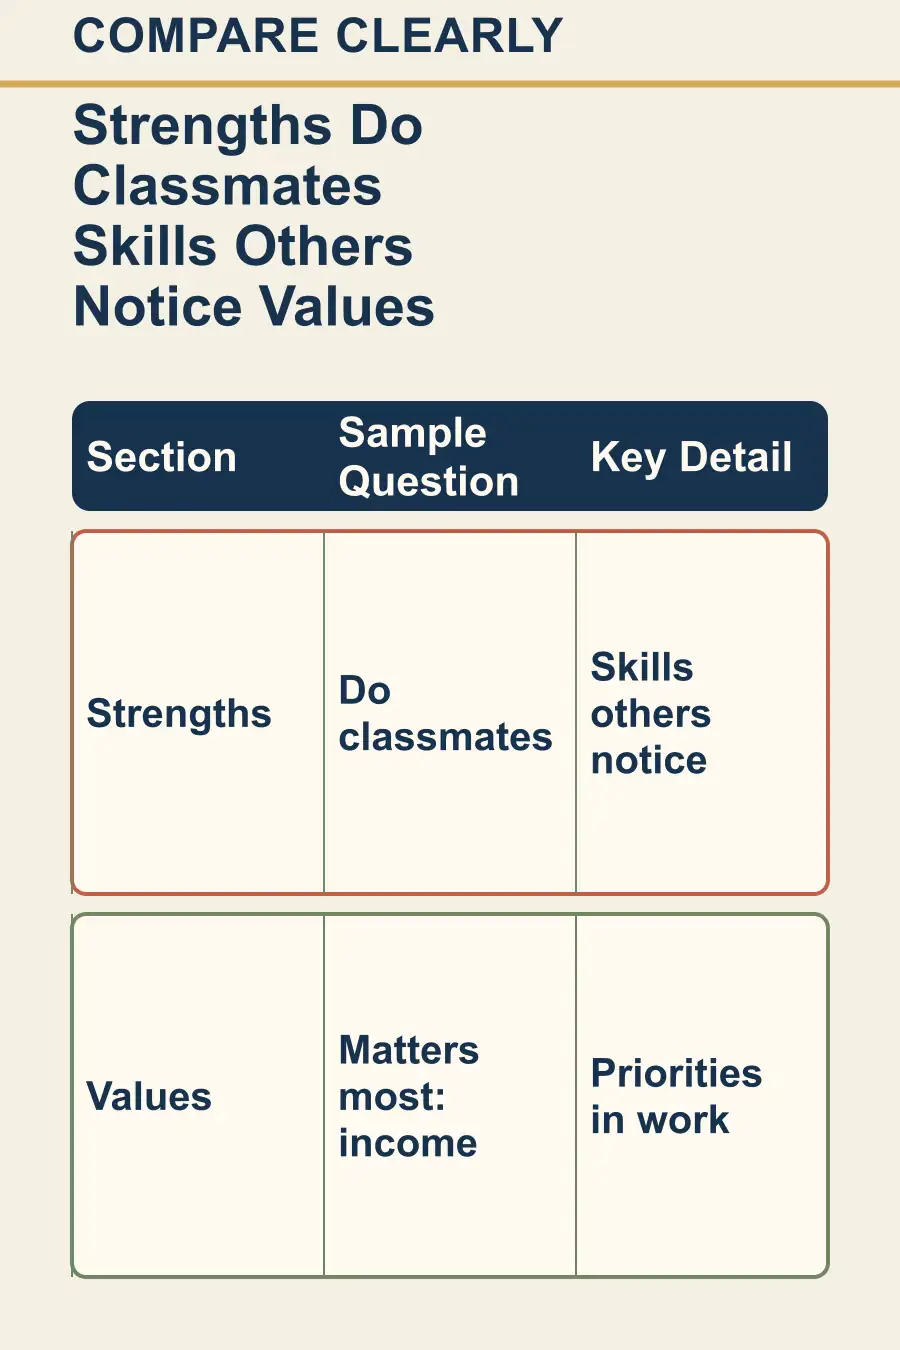 COMPARE CLEARLY
Strengths Do
Classmates
Skills Others
Notice Values
Section
Sample
Question
Key Detail
Strengths
Do
classmates
Skills
others
notice
Values
Matters
most:
income
Priorities
in work